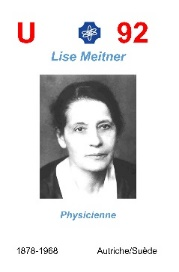 U 92
Lise Meitner
Physicienne
1878-1968 Autriche/Suède